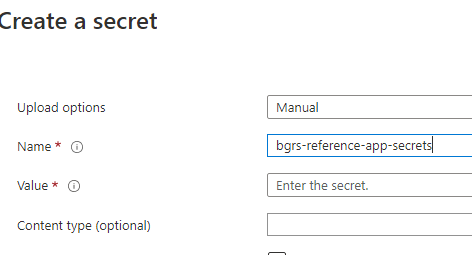 Create a secret
Upload options Manual
Name * bgrs-reference-app-secrets
Value * Enter the secret.
Content type (optional)